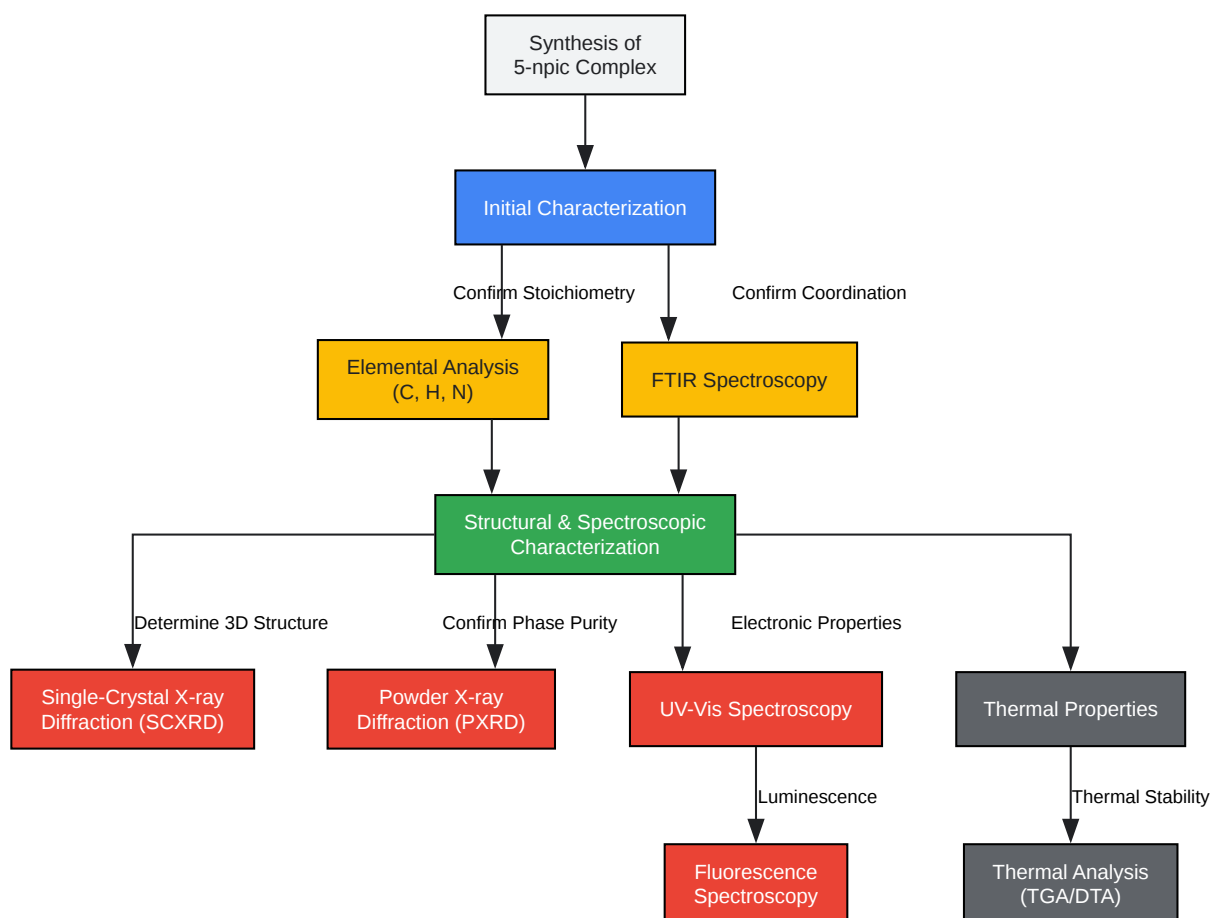 Synthesis of
5-npic Complex
Initial Characterization
Confirm Stoichiometry
Confirm Coordination
Elemental Analysis
(C, H, N)
FTIR Spectroscopy
Structural & Spectroscopic
Characterization
Determine 3D Structure
Confirm Phase Purity
Electronic Properties
Single-Crystal X-ray
Diffraction (SCXRD)
Powder X-ray
Diffraction (PXRD)
UV-Vis Spectroscopy
Thermal Properties
Luminescence
Thermal Stability
Fluorescence
Spectroscopy
Thermal Analysis
(TGA/DTA)